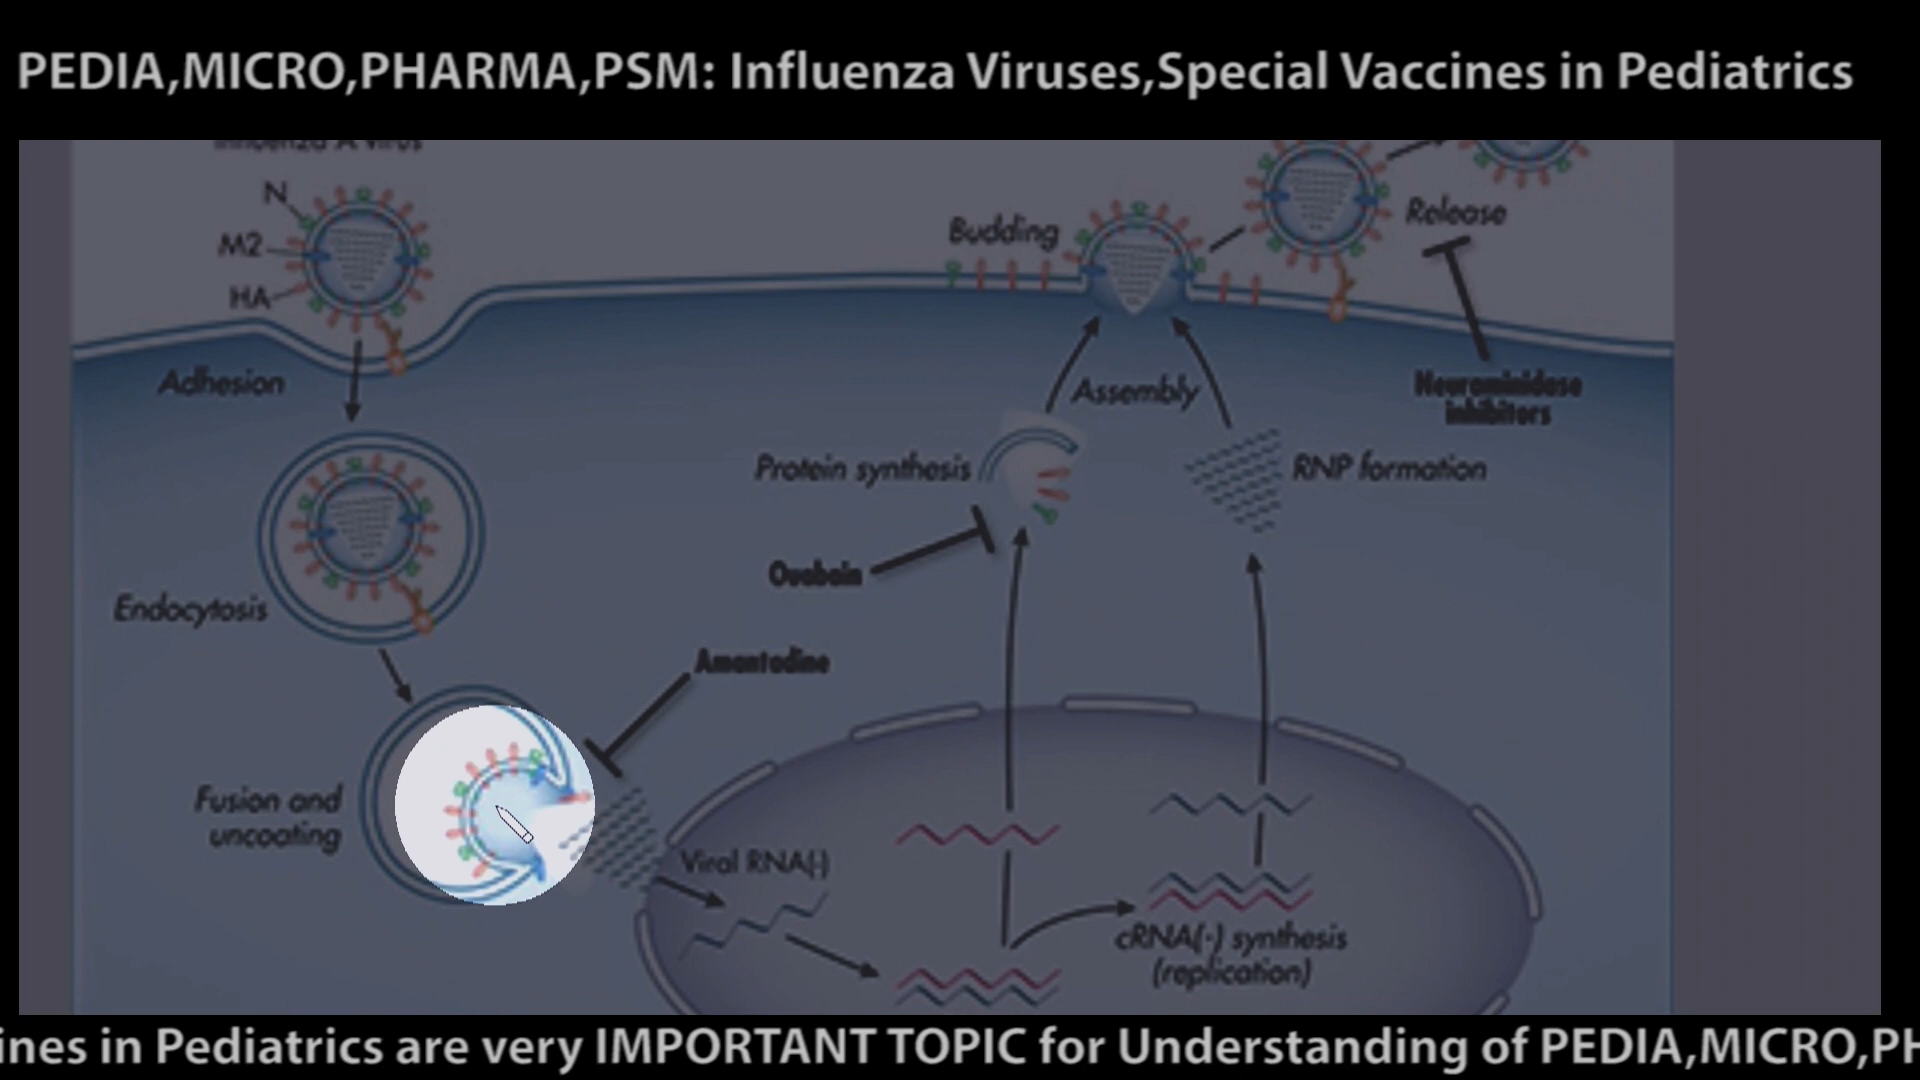 PEDIA,MICRO,PHARMA,PSM: Influenza Viruses,Special Vaccines in Pediatrics
Influenza A virus
N
M2
HA
Adhesion
Endocytosis
Fusion and
uncoating
Amantadine
Viral RNA(-)
Budding
Release
Neuraminidase
inhibitors
Assembly
Protein synthesis
RNP formation
Ouabain
cRNA(-) synthesis
(replication)
ines in Pediatrics are very IMPORTANT TOPIC for Understanding of PEDIA,MICRO,PH